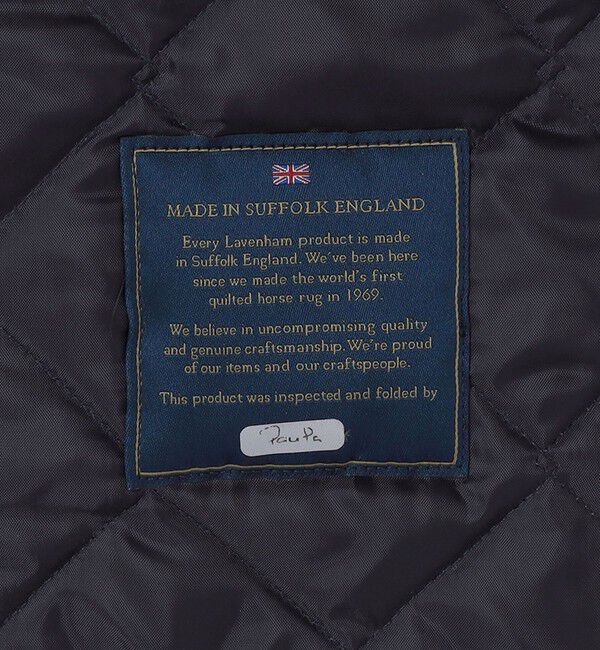 MADE IN SUFFOLK ENGLAND
Every Lavenham product is made
in Suffolk England. We've been here
since we made the world's first
quilted horse rug in 1969.
We believe in uncompromising quality
and genuine craftsmanship. We're proud
of our items and our craftspeople.
This product was inspected and folded by